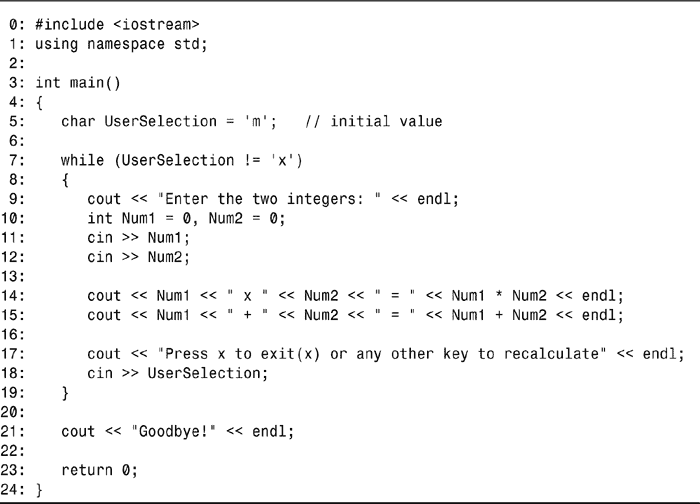 0: #include <iostream>
1: using namespace std;
2:
3: int main()
4: {
5:    char UserSelection = 'm';   // initial value
6:
7:    while (UserSelection != 'x')
8:    {
9:       cout << "Enter the two integers: " << endl;
10:       int Num1 = 0, Num2 = 0;
11:       cin >> Num1;
12:       cin >> Num2;
13:
14:       cout << Num1 << " x " << Num2 << " = " << Num1 * Num2 << endl;
15:       cout << Num1 << " + " << Num2 << " = " << Num1 + Num2 << endl;
16:
17:       cout << "Press x to exit(x) or any other key to recalculate" << endl;
18:       cin >> UserSelection;
19:    }
20:
21:    cout << "Goodbye!" << endl;
22:
23:    return 0;
24: }